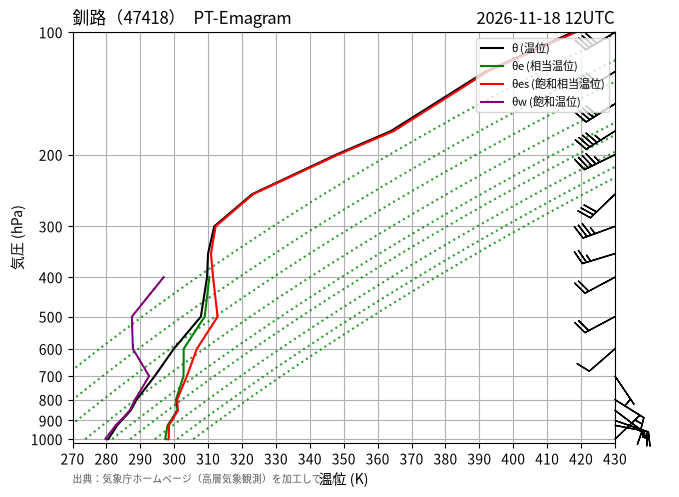 釧路（47418） PT-Emagram
2026-11-18 12UTC
θ (温位)
θe (相当温位)
θes (飽和相当温位)
θw (飽和温位)
気圧 (hPa)
100
200
300
400
500
600
700
800
900
1000
270 280 290 300 310 320 330 340 350 360 370 380 390 400 410 420 430
温位 (K)
出典：気象庁ホームページ（高層気象観測）を加工して